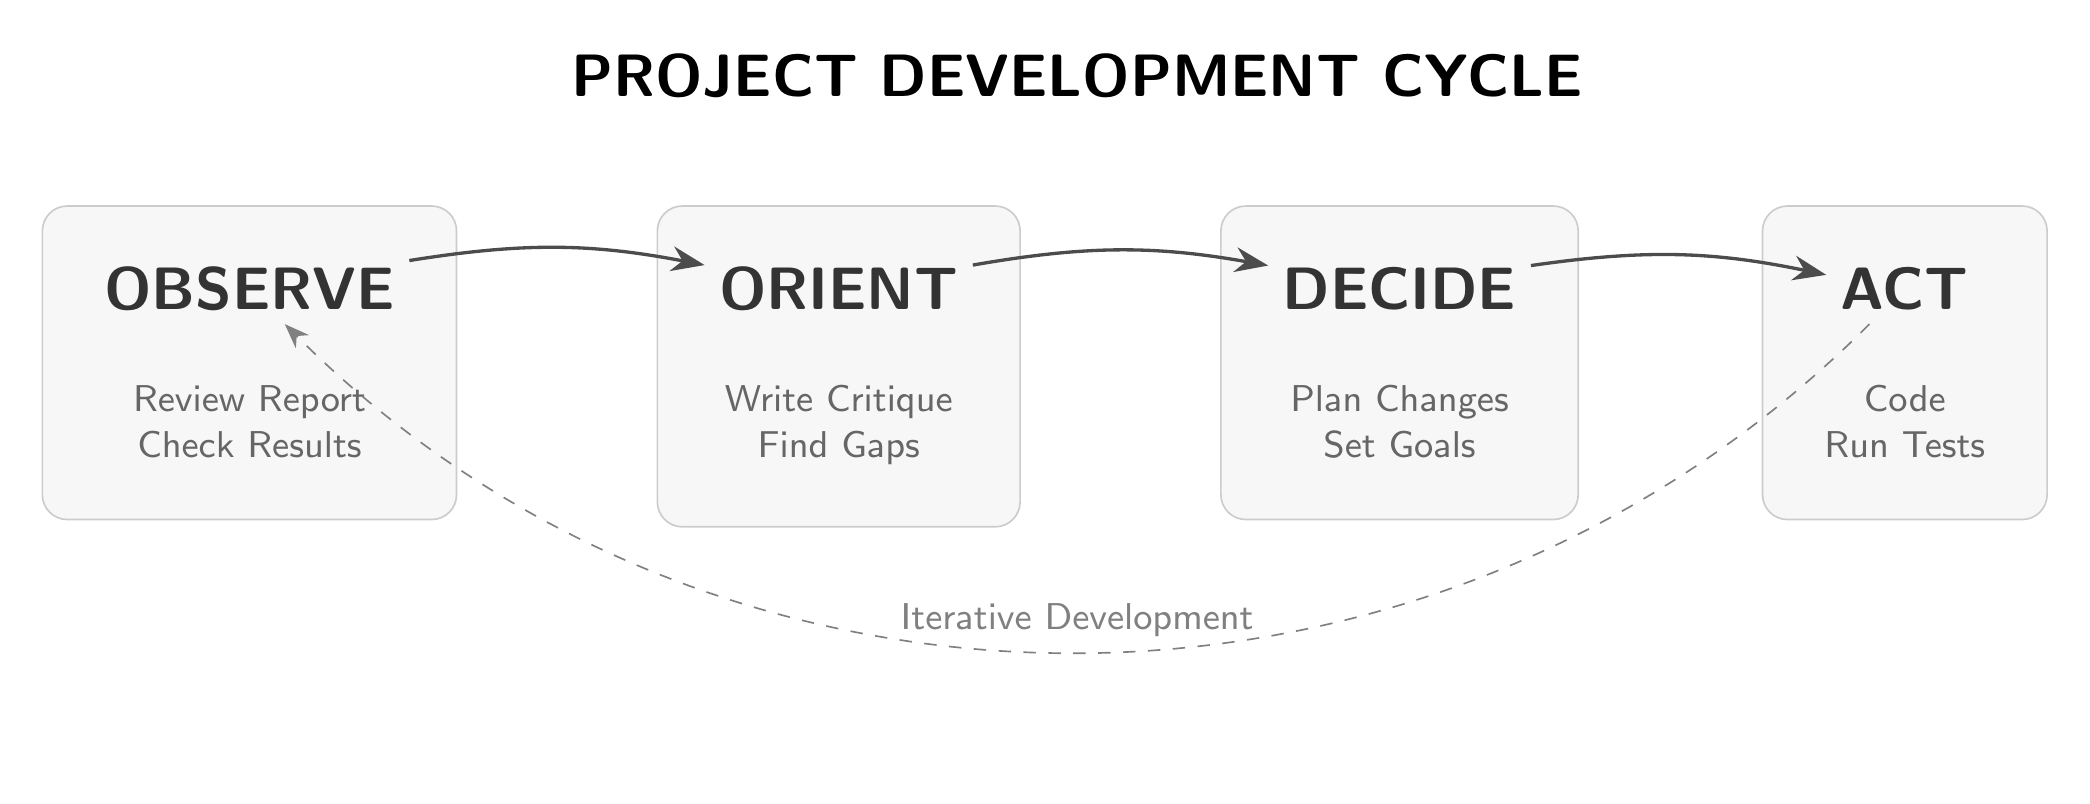 PROJECT DEVELOPMENT CYCLE
OBSERVE
Review Report
Check Results
ORIENT
Write Critique
Find Gaps
DECIDE
Plan Changes
Set Goals
ACT
Code
Run Tests
Iterative Development